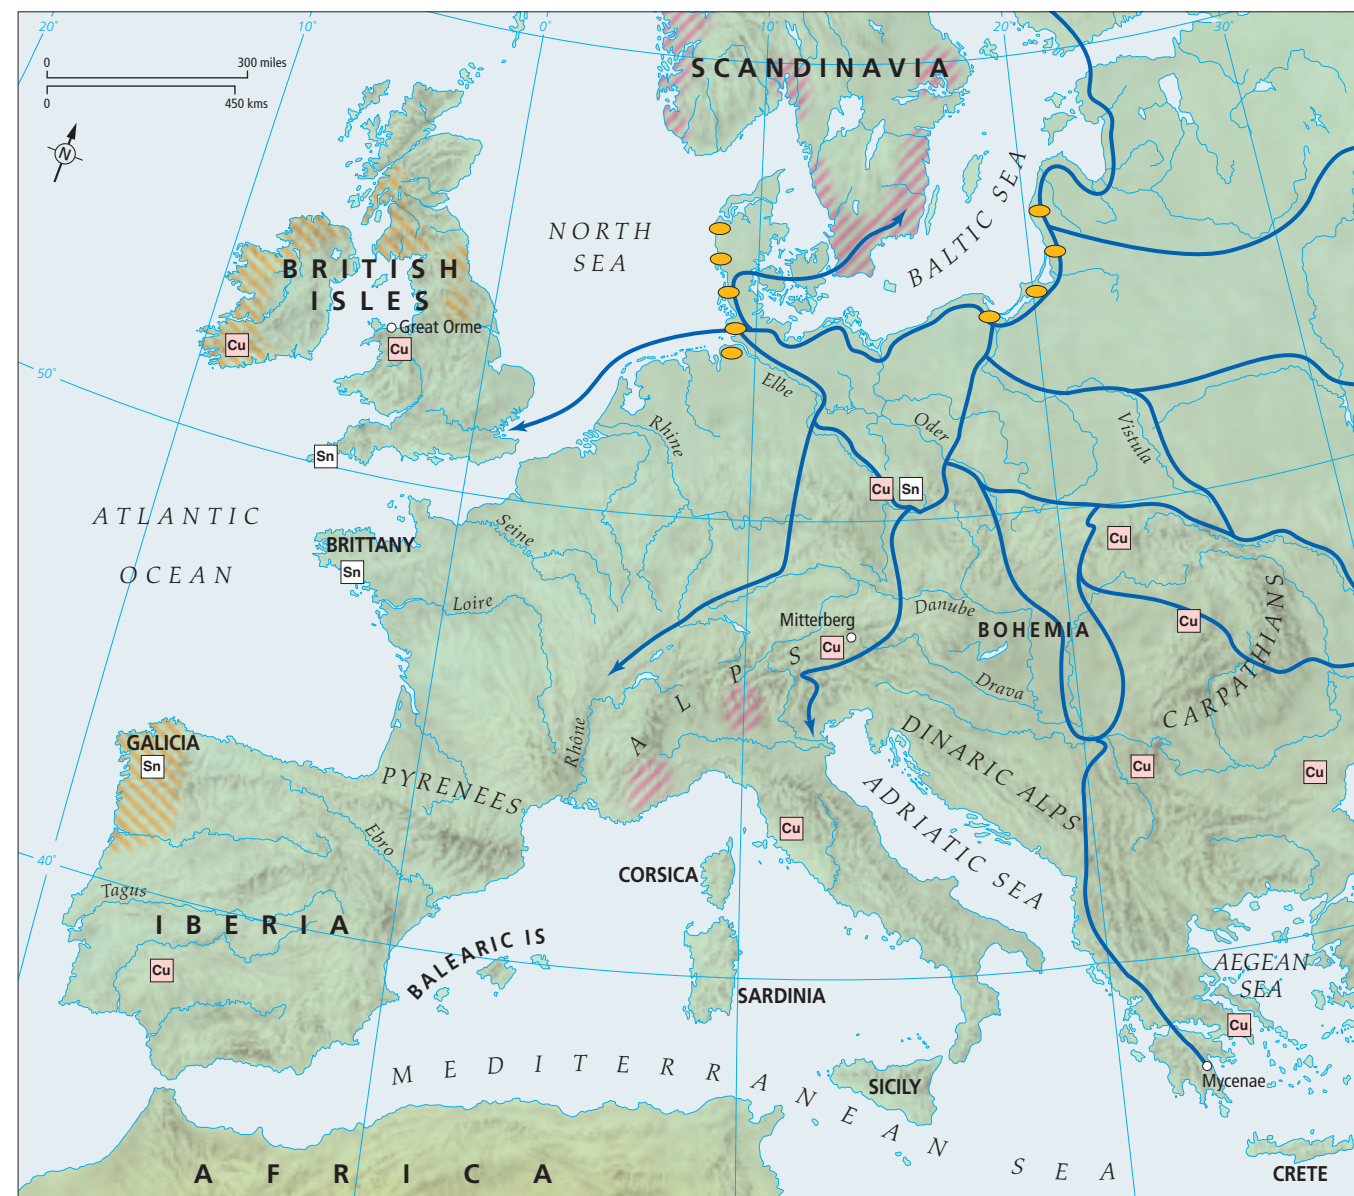 20°
10°
0°
10°
20°
30°
0
300 miles
0
450 kms
N
SCANDINAVIA
NORTH
SEA
BALTIC SEA
BRITISH
ISLES
Great Orme
Cu
Cu
50°
Elbe
Rhine
Oder
Vistula
Sn
Cu
Sn
ATLANTIC
OCEAN
Seine
BRITTANY
Sn
Cu
Loire
Danube
Mitterberg
Cu
BOHEMIA
Cu
CARPATHIANS
ALPS
Drava
Rhône
GALICIA
Sn
PYRENEES
DINARIC ALPS
Cu
Cu
ADRIATIC SEA
Cu
Ebro
40°
Tagus
CORSICA
IBERIA
BALEARIC IS
Cu
SARDINIA
AEGEAN
SEA
Cu
MEDITERRANEAN SEA
SICILY
Mycenae
AFRICA
CRETE